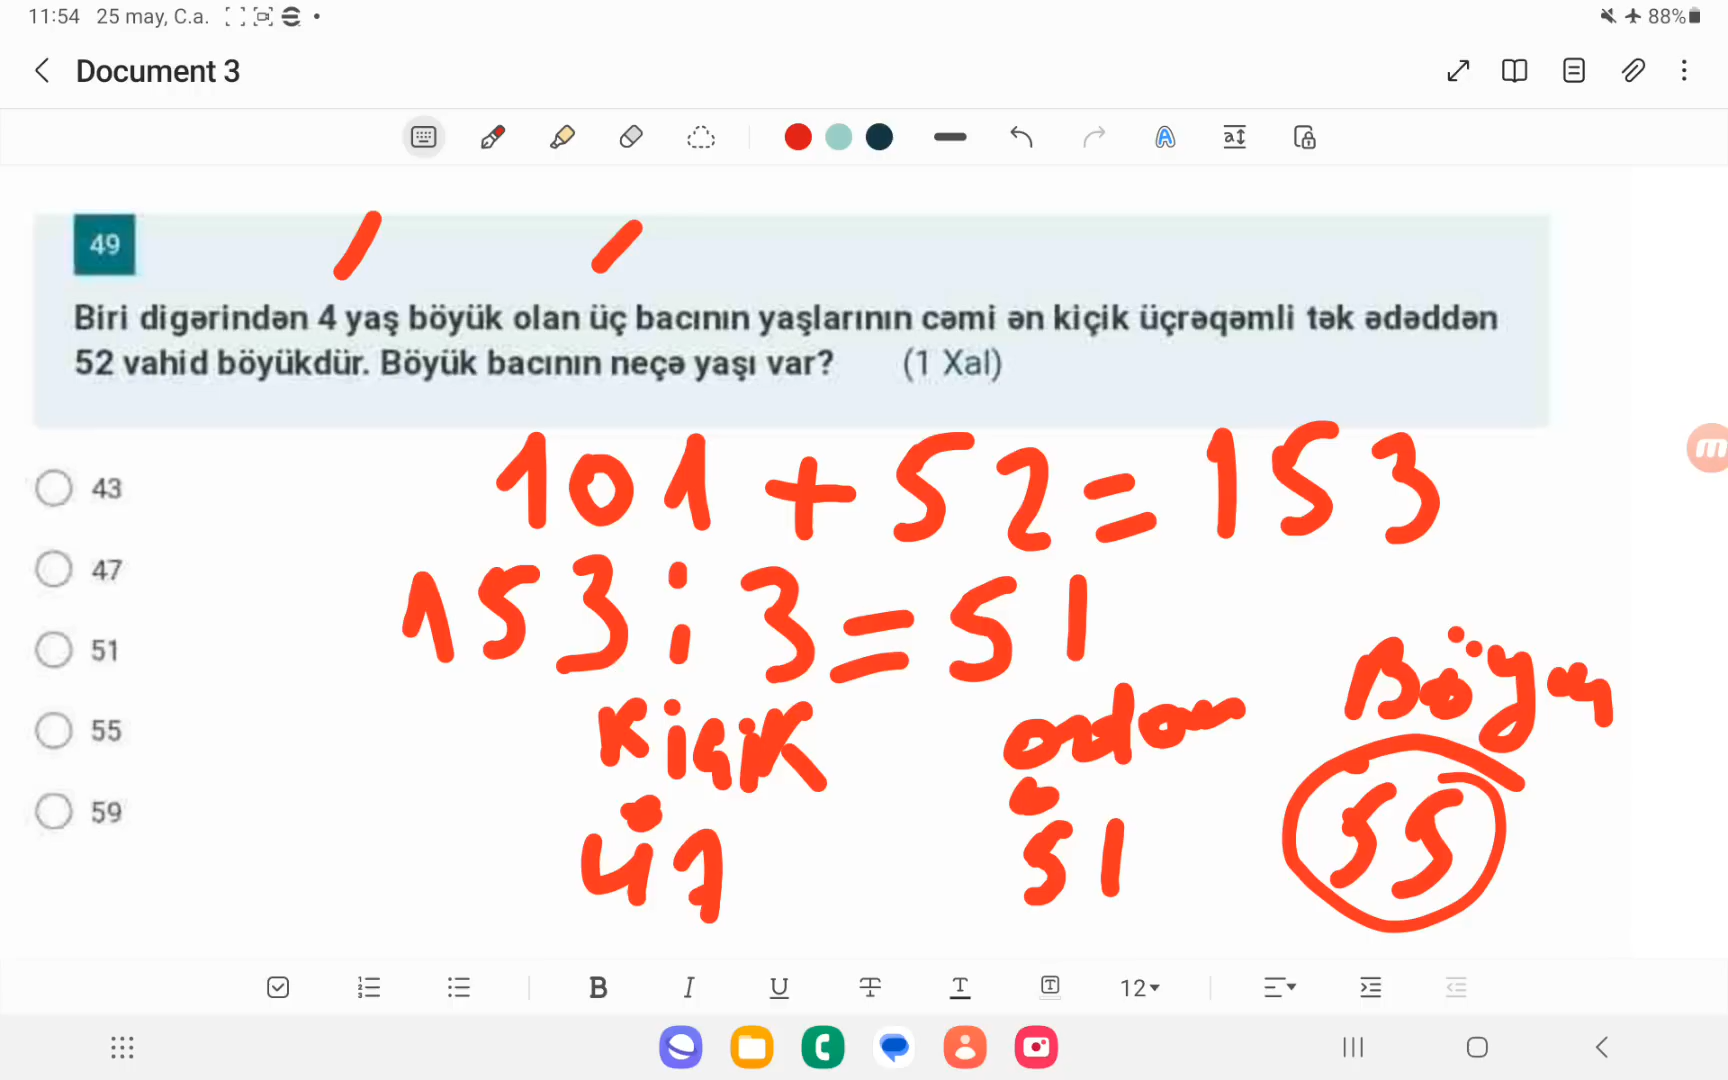 11:54 25 may, C.a.
88%
Document 3
49
Biri digərindən 4 yaş böyük olan üç bacının yaşlarının cəmi ən kiçik üçrəqəmli tək ədəddən
52 vahid böyükdür. Böyük bacının neçə yaşı var? (1 Xal)
101 + 52 = 153
43
47
153 : 3 = 51
51
Böyük
kiçik ortan
55
47 51 55
59
B I U T T 12